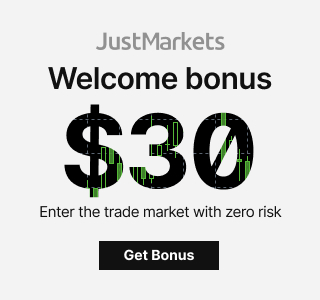 JustMarkets
Welcome bonus
$30
Enter the trade market with zero risk
Get Bonus